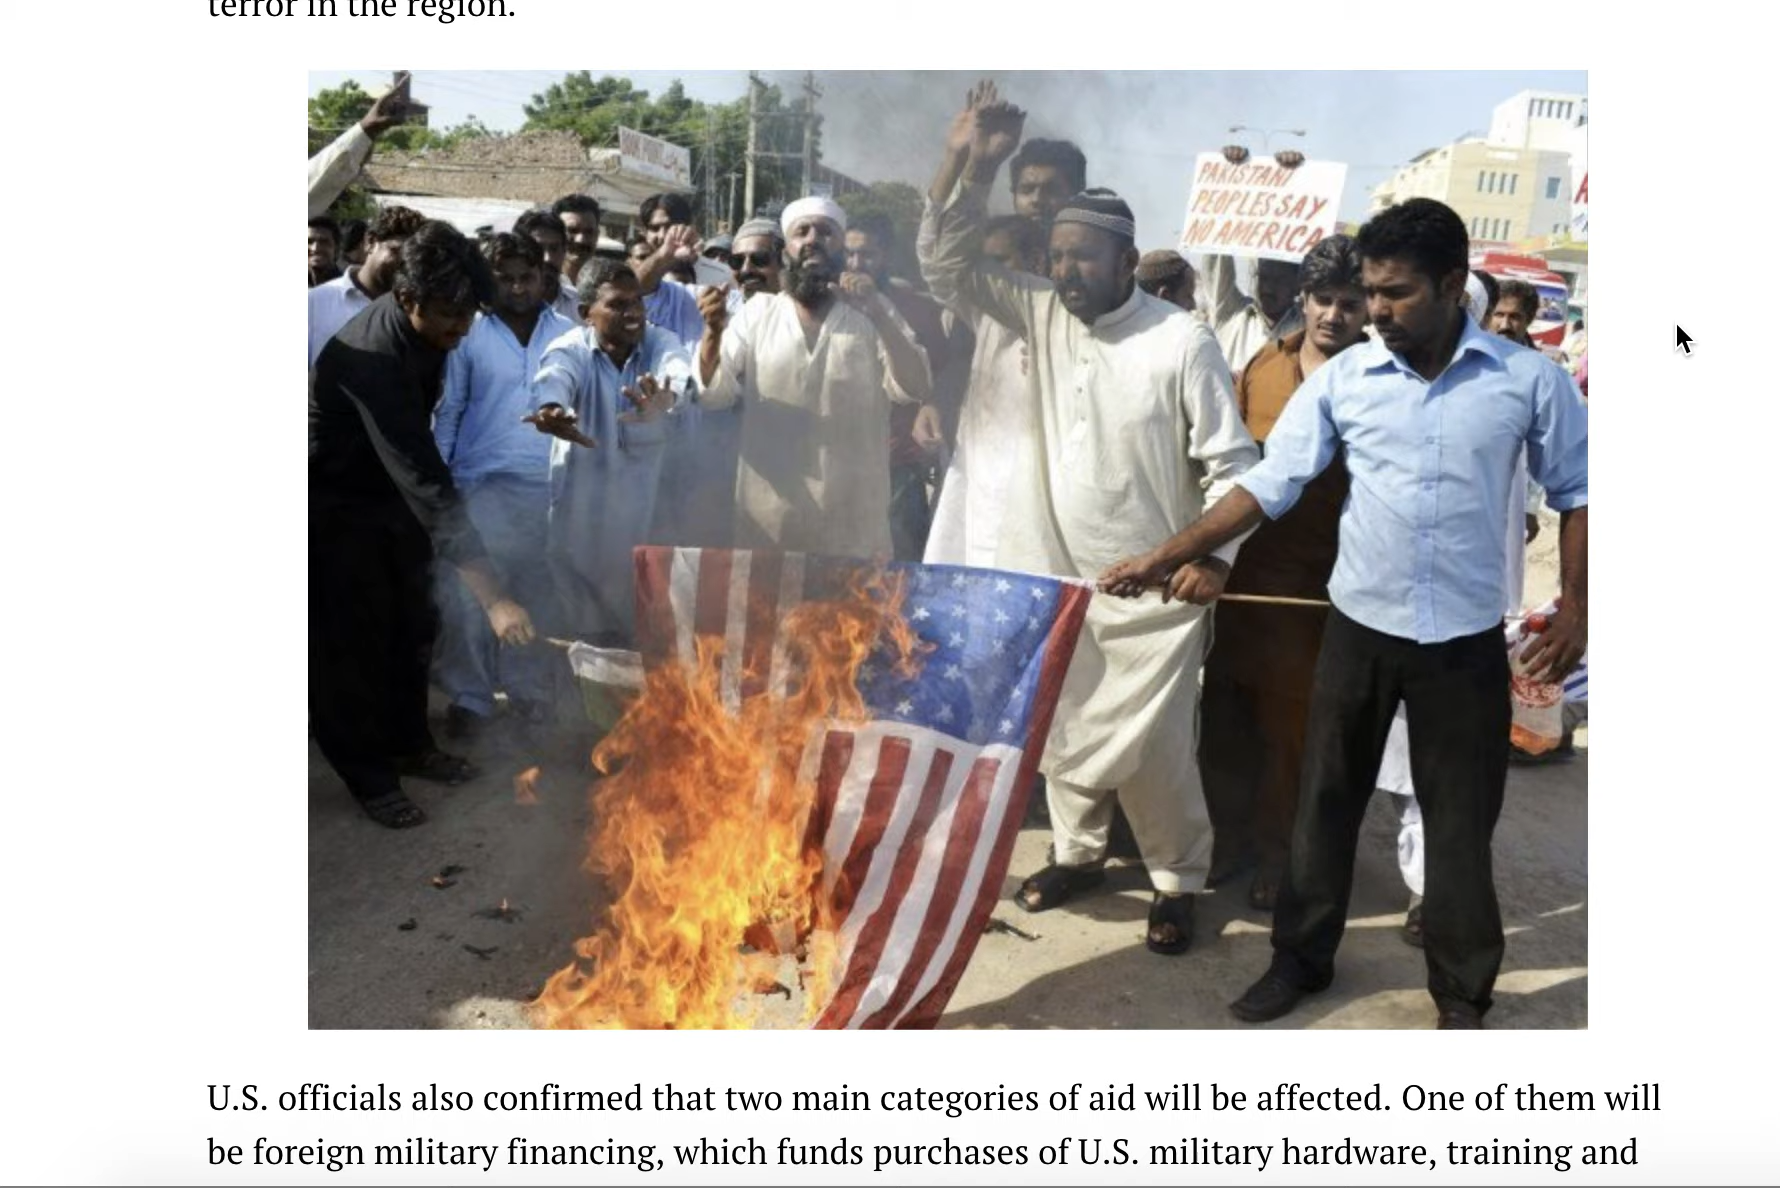 terror in the region.
PAKISTANI
PEOPLES SAY
NO AMERICA
U.S. officials also confirmed that two main categories of aid will be affected. One of them will
be foreign military financing, which funds purchases of U.S. military hardware, training and